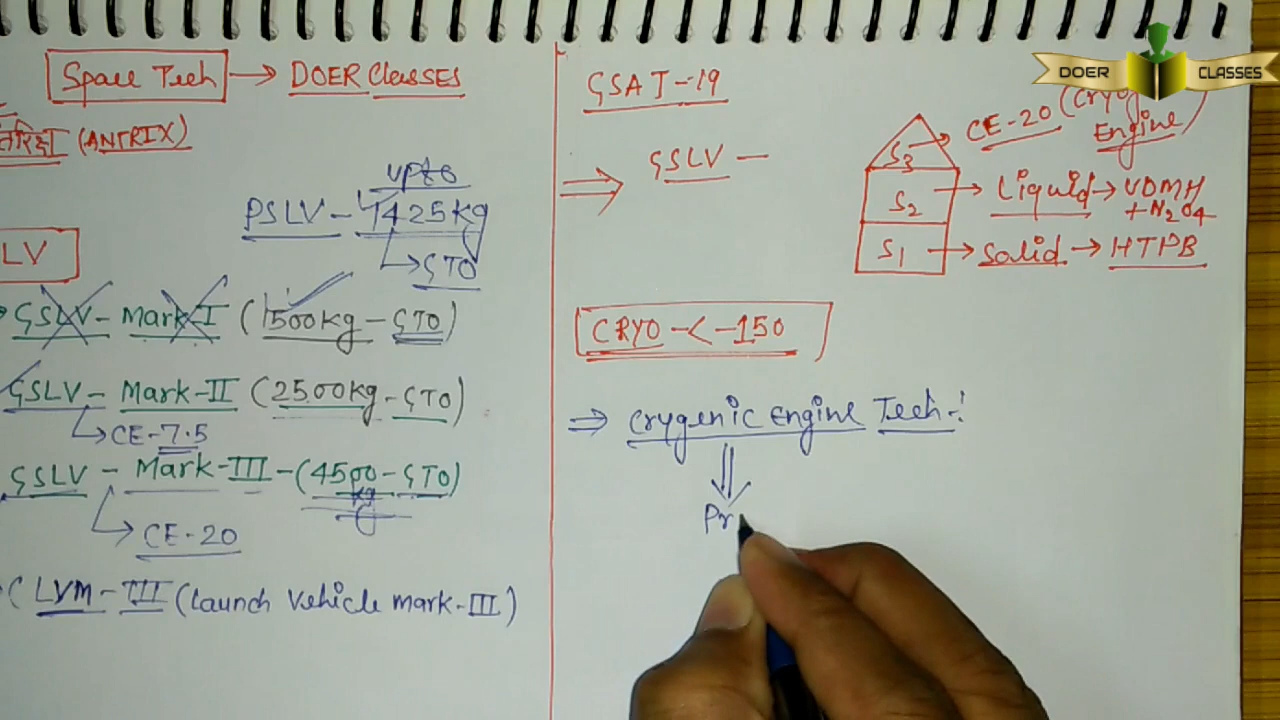 Space Tech → DOER Classes
(ANTRIX)
upto
PSLV - 1425kg
→ GTO
LV
GSLV - Mark-I (1500kg - GTO)
GSLV - Mark-II (2500kg - GTO)
→ CE-7.5
GSLV - Mark-III - (4500 - GTO)
kg
→ CE-20
( LVM - III (Launch Vehicle mark-III)
GSAT-19
⇒ GSLV -
S3 → CE-20 (Cryo
Engine)
S2 → Liquid → UDMH
+ N2O4
S1 → Solid → HTPB
CRYO - < -150
⇒ Crygenic Engine Tech-:
Pr
DOER CLASSES